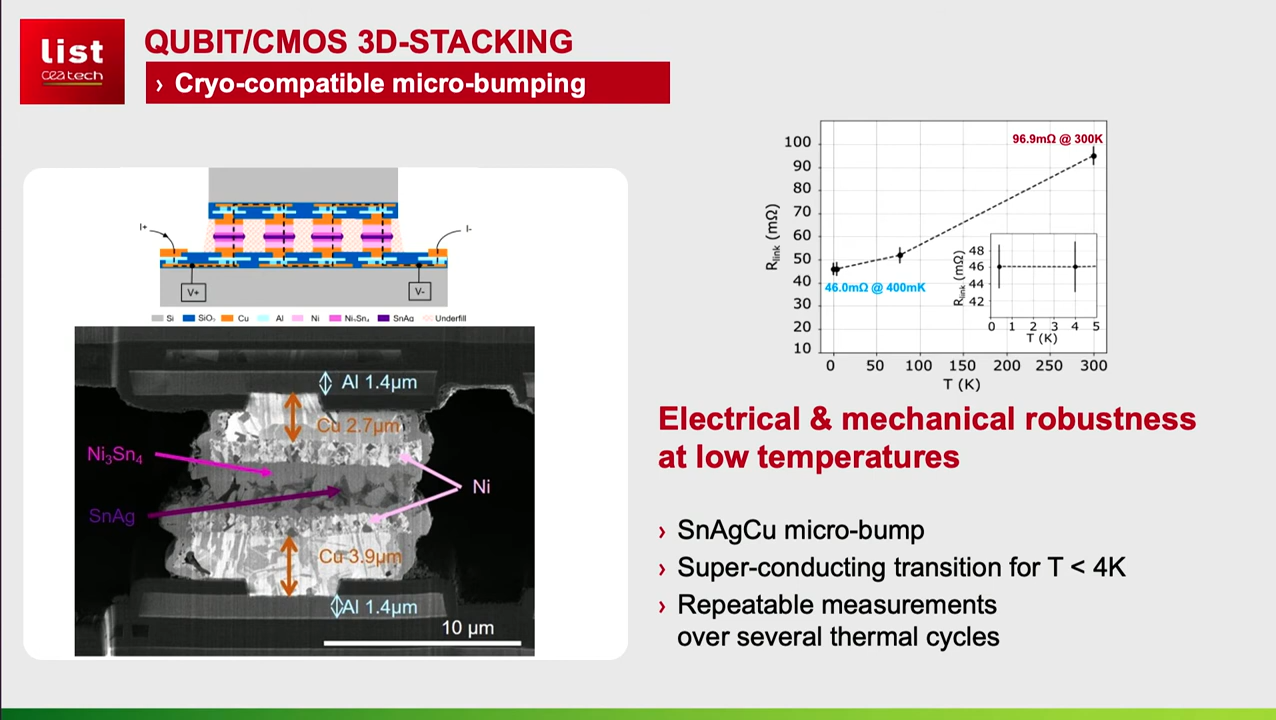 list
ceatech
QUBIT/CMOS 3D-STACKING
› Cryo-compatible micro-bumping
I+
I-
V+
V-
Si SiO₂ Cu Al Ni Ni₃Sn₄ SnAg Underfill
Al 1.4µm
Cu 2.7µm
Ni₃Sn₄
Ni
SnAg
Cu 3.9µm
Al 1.4µm
10 µm
96.9mΩ @ 300K
100
90
80
70
60
50
40
30
20
10
R_link (mΩ)
46.0mΩ @ 400mK
48
46
44
42
R_link (mΩ)
0 1 2 3 4 5
T (K)
0 50 100 150 200 250 300
T (K)
Electrical & mechanical robustness
at low temperatures
› SnAgCu micro-bump
› Super-conducting transition for T < 4K
› Repeatable measurements
over several thermal cycles